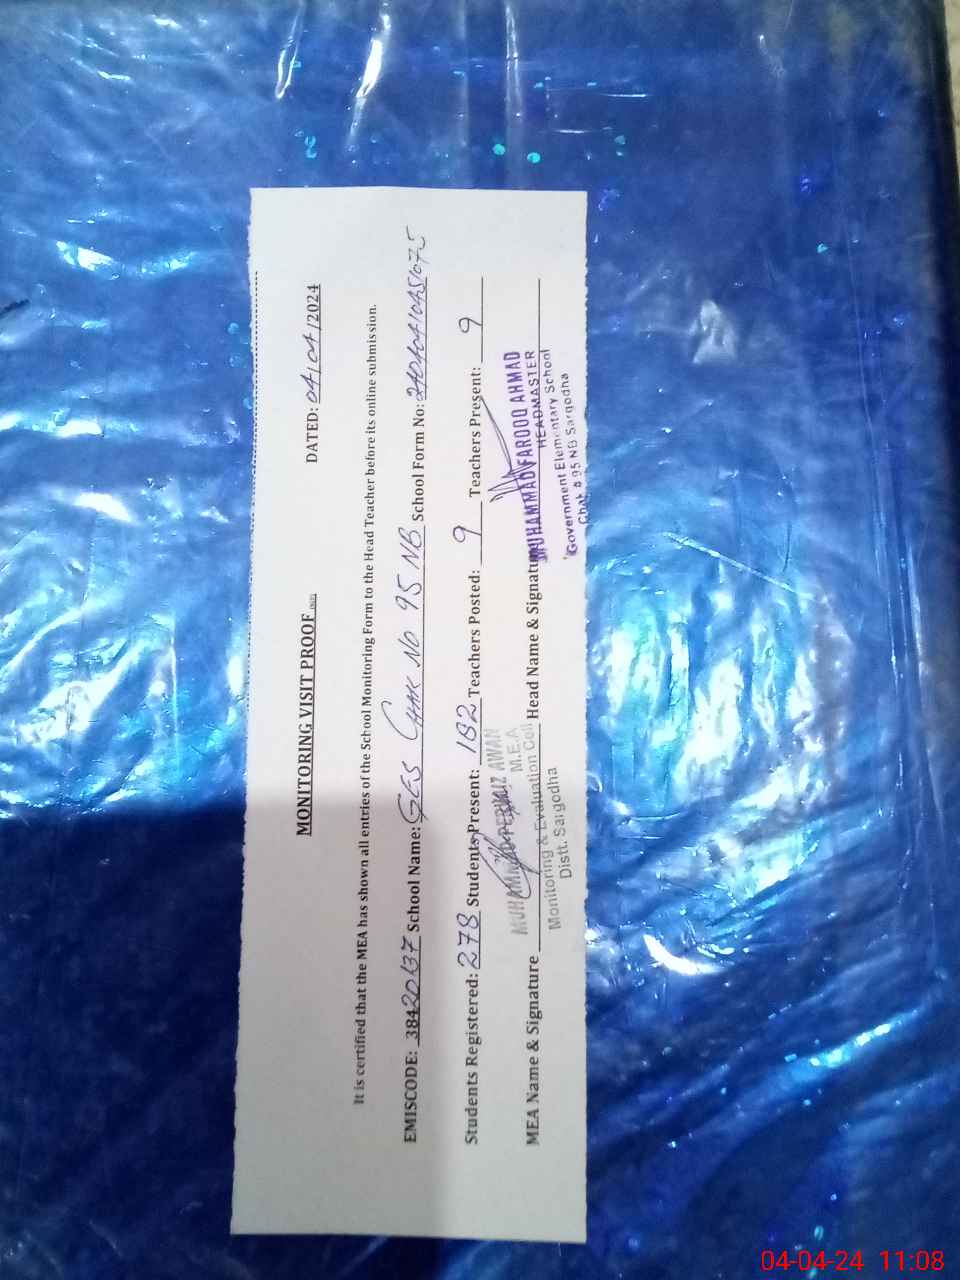 MONITORING VISIT PROOF
DATED: 04/04/2024
It is certified that the MEA has shown all entries of the School Monitoring Form to the Head Teacher before its online submission.
EMISCODE: 38420137 School Name: GES CHAK NO 95 NB School Form No:
Students Registered: 278 Students Present: 182 Teachers Posted: 9 Teachers Present: 9
MUHAMMAD PERVAIZ AWAN
M.E.A
MEA Name & Signature Head Name & Signature
Monitoring & Evaluation Cell
Distt. Sargodha
MUHAMMAD FAROOQ AHMAD
HEADMASTER
Government Elementary School
Chak # 95 NB Sargodha
04-04-24 11:08